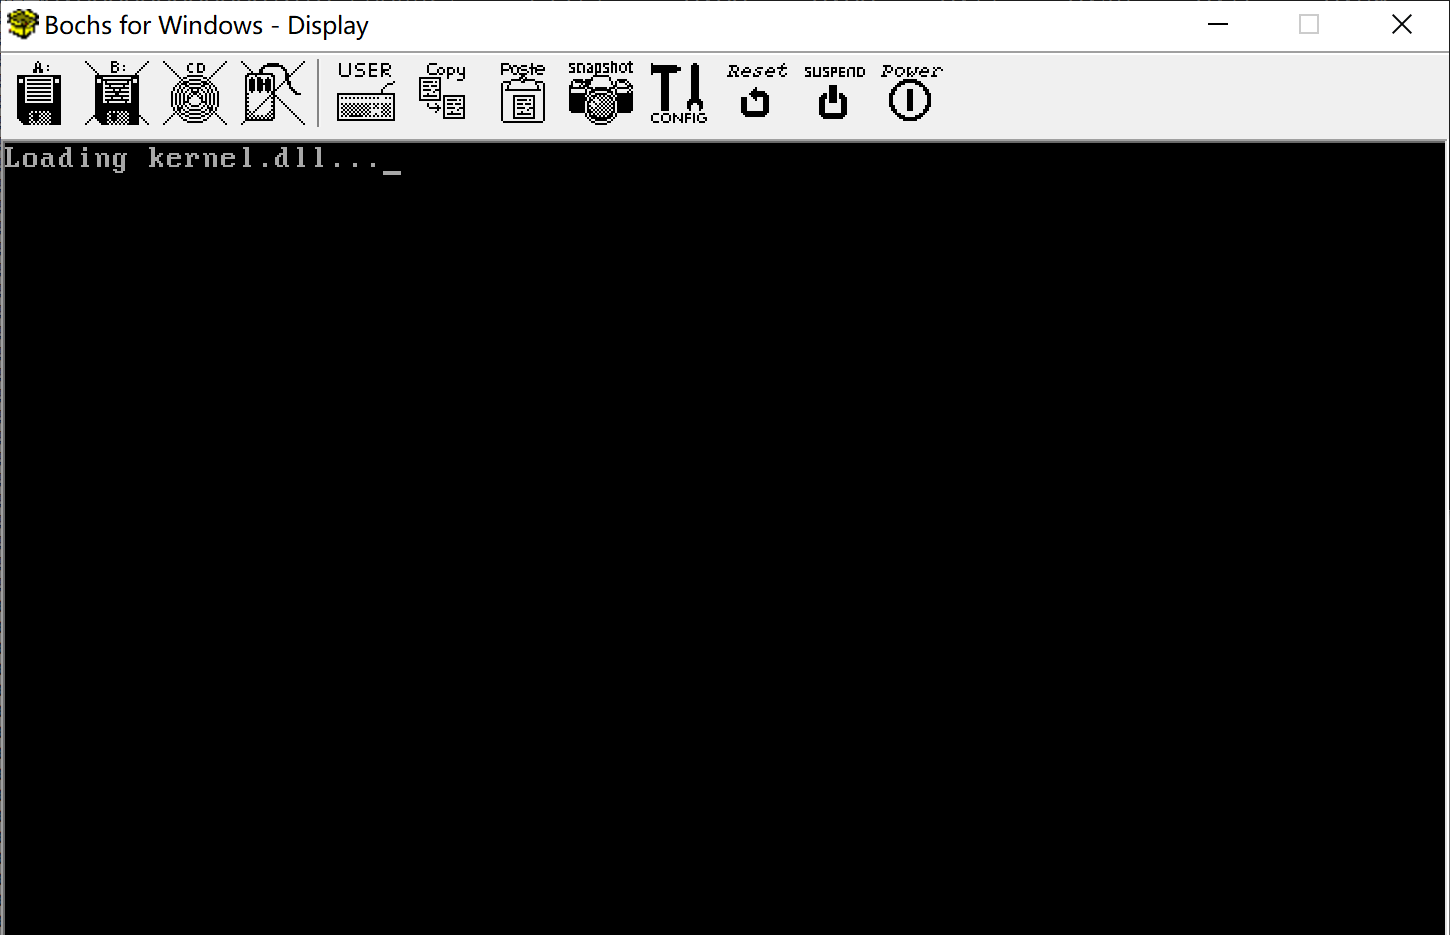 Bochs for Windows - Display
A: B: CD USER Copy Paste snapshot CONFIG Reset SUSPEND Power
Loading kernel.dll..._